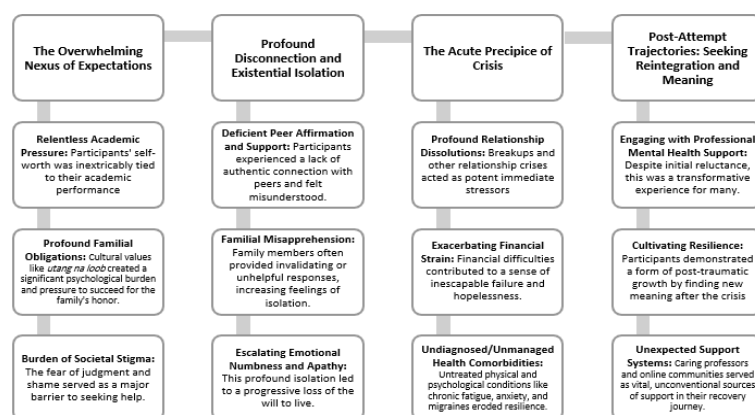 The Overwhelming
Nexus of Expectations
Relentless Academic
Pressure: Participants' self-
worth was inextricably tied
to their academic
performance
Profound Familial
Obligations: Cultural values
like utang na loob created a
significant psychological burden
and pressure to succeed for the
family's honor.
Burden of Societal Stigma:
The fear of judgment and
shame served as a major
barrier to seeking help.
Profound
Disconnection and
Existential Isolation
Deficient Peer Affirmation
and Support: Participants
experienced a lack of
authentic connection with
peers and felt
misunderstood.
Familial Misapprehension:
Family members often
provided invalidating or
unhelpful responses,
increasing feelings of
isolation.
Escalating Emotional
Numbness and Apathy:
This profound isolation led
to a progressive loss of the
will to live.
The Acute Precipice of
Crisis
Profound Relationship
Dissolutions: Breakups and
other relationship crises
acted as potent immediate
stressors
Exacerbating Financial
Strain: Financial difficulties
contributed to a sense of
inescapable failure and
hopelessness.
Undiagnosed/Unmanaged
Health Comorbidities:
Untreated physical and
psychological conditions like
chronic fatigue, anxiety, and
migraines eroded resilience.
Post-Attempt
Trajectories: Seeking
Reintegration and
Meaning
Engaging with Professional
Mental Health Support:
Despite initial reluctance,
this was a transformative
experience for many.
Cultivating Resilience:
Participants demonstrated
a form of post-traumatic
growth by finding new
meaning after the crisis
Unexpected Support
Systems: Caring professors
and online communities served
as vital, unconventional sources
of support in their recovery
journey.